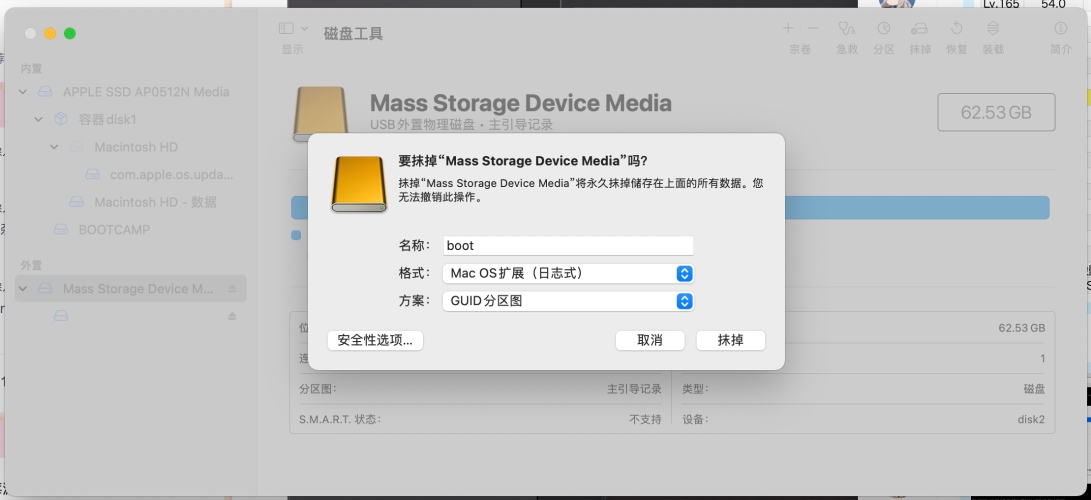 Lv.165 54.0
磁盘工具
显示
宗卷 急救 分区 抹掉 恢复 装载 简介
内置
APPLE SSD AP0512N Media
容器 disk1
Macintosh HD
com.apple.os.upda...
Macintosh HD - 数据
BOOTCAMP
外置
Mass Storage Device M...
Mass Storage Device Media
USB 外置物理磁盘 • 主引导记录
62.53 GB
要抹掉“Mass Storage Device Media”吗?
抹掉“Mass Storage Device Media”将永久抹掉储存在上面的所有数据。您
无法撤销此操作。
名称: boot
格式: Mac OS扩展（日志式）
方案: GUID 分区图
安全性选项... 取消 抹掉
位 62.53 GB
连 1
分区图: 主引导记录 类型: 磁盘
S.M.A.R.T. 状态: 不支持 设备: disk2